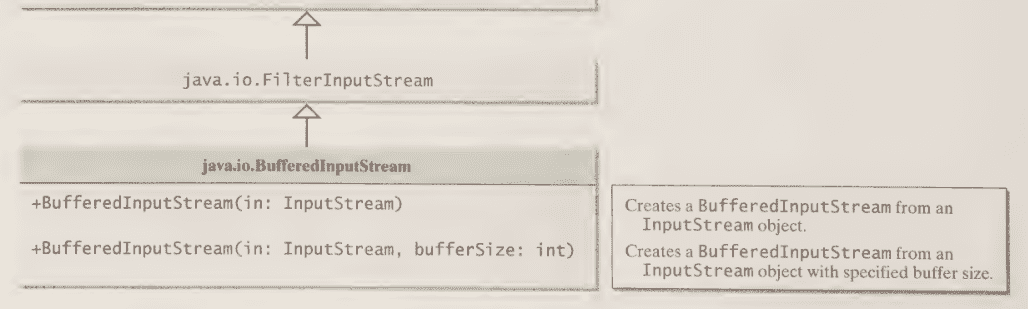 java.io.FilterInputStream
java.io.BufferedInputStream
+BufferedInputStream(in: InputStream)
+BufferedInputStream(in: InputStream, bufferSize: int)
Creates a BufferedInputStream from an
InputStream object.
Creates a BufferedInputStream from an
InputStream object with specified buffer size.